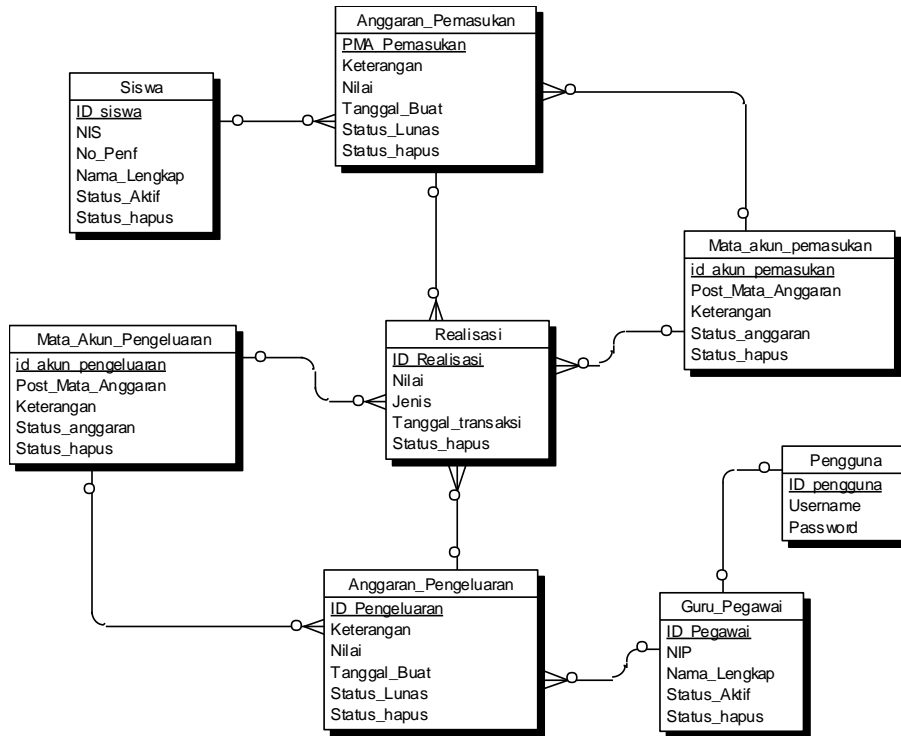 Anggaran_Pemasukan
PMA_Pemasukan
Keterangan
Nilai
Tanggal_Buat
Status_Lunas
Status_hapus
Siswa
ID_siswa
NIS
No_Penf
Nama_Lengkap
Status_Aktif
Status_hapus
Mata_akun_pemasukan
id_akun_pemasukan
Post_Mata_Anggaran
Keterangan
Status_anggaran
Status_hapus
Mata_Akun_Pengeluaran
id_akun_pengeluaran
Post_Mata_Anggaran
Keterangan
Status_anggaran
Status_hapus
Realisasi
ID_Realisasi
Nilai
Jenis
Tanggal_transaksi
Status_hapus
Pengguna
ID_pengguna
Username
Password
Anggaran_Pengeluaran
ID_Pengeluaran
Keterangan
Nilai
Tanggal_Buat
Status_Lunas
Status_hapus
Guru_Pegawai
ID_Pegawai
NIP
Nama_Lengkap
Status_Aktif
Status_hapus